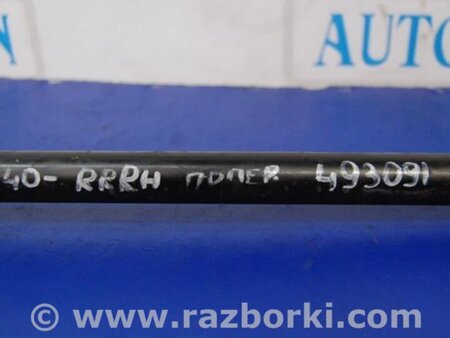 AUTO
40- RRRH ПОПЕР 493091
© www.razborki.com